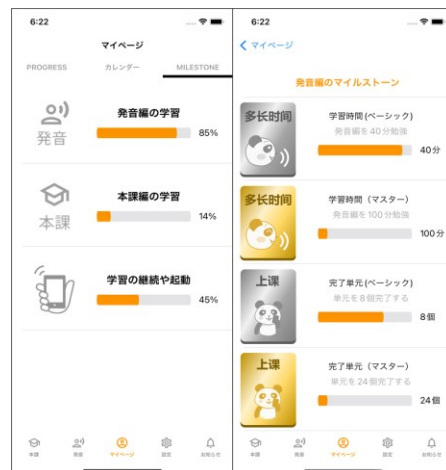 6:22
マイページ
PROGRESS
カレンダー
MILESTONE
発音
発音編の学習
85%
本課
本課編の学習
14%
学習の継続や起動
45%
本課
発音
マイページ
設定
お知らせ
6:22
マイページ
発音編のマイルストーン
多长时间
学習時間(ベーシック)
発音編を40分勉強
40分
多长时间
学習時間（マスター）
発音編を100分勉強
100分
上课
完了単元(ベーシック)
単元を8個完了する
8個
上课
完了単元（マスター）
単元を24個完了する
24個
本課
発音
マイページ
設定
お知らせ